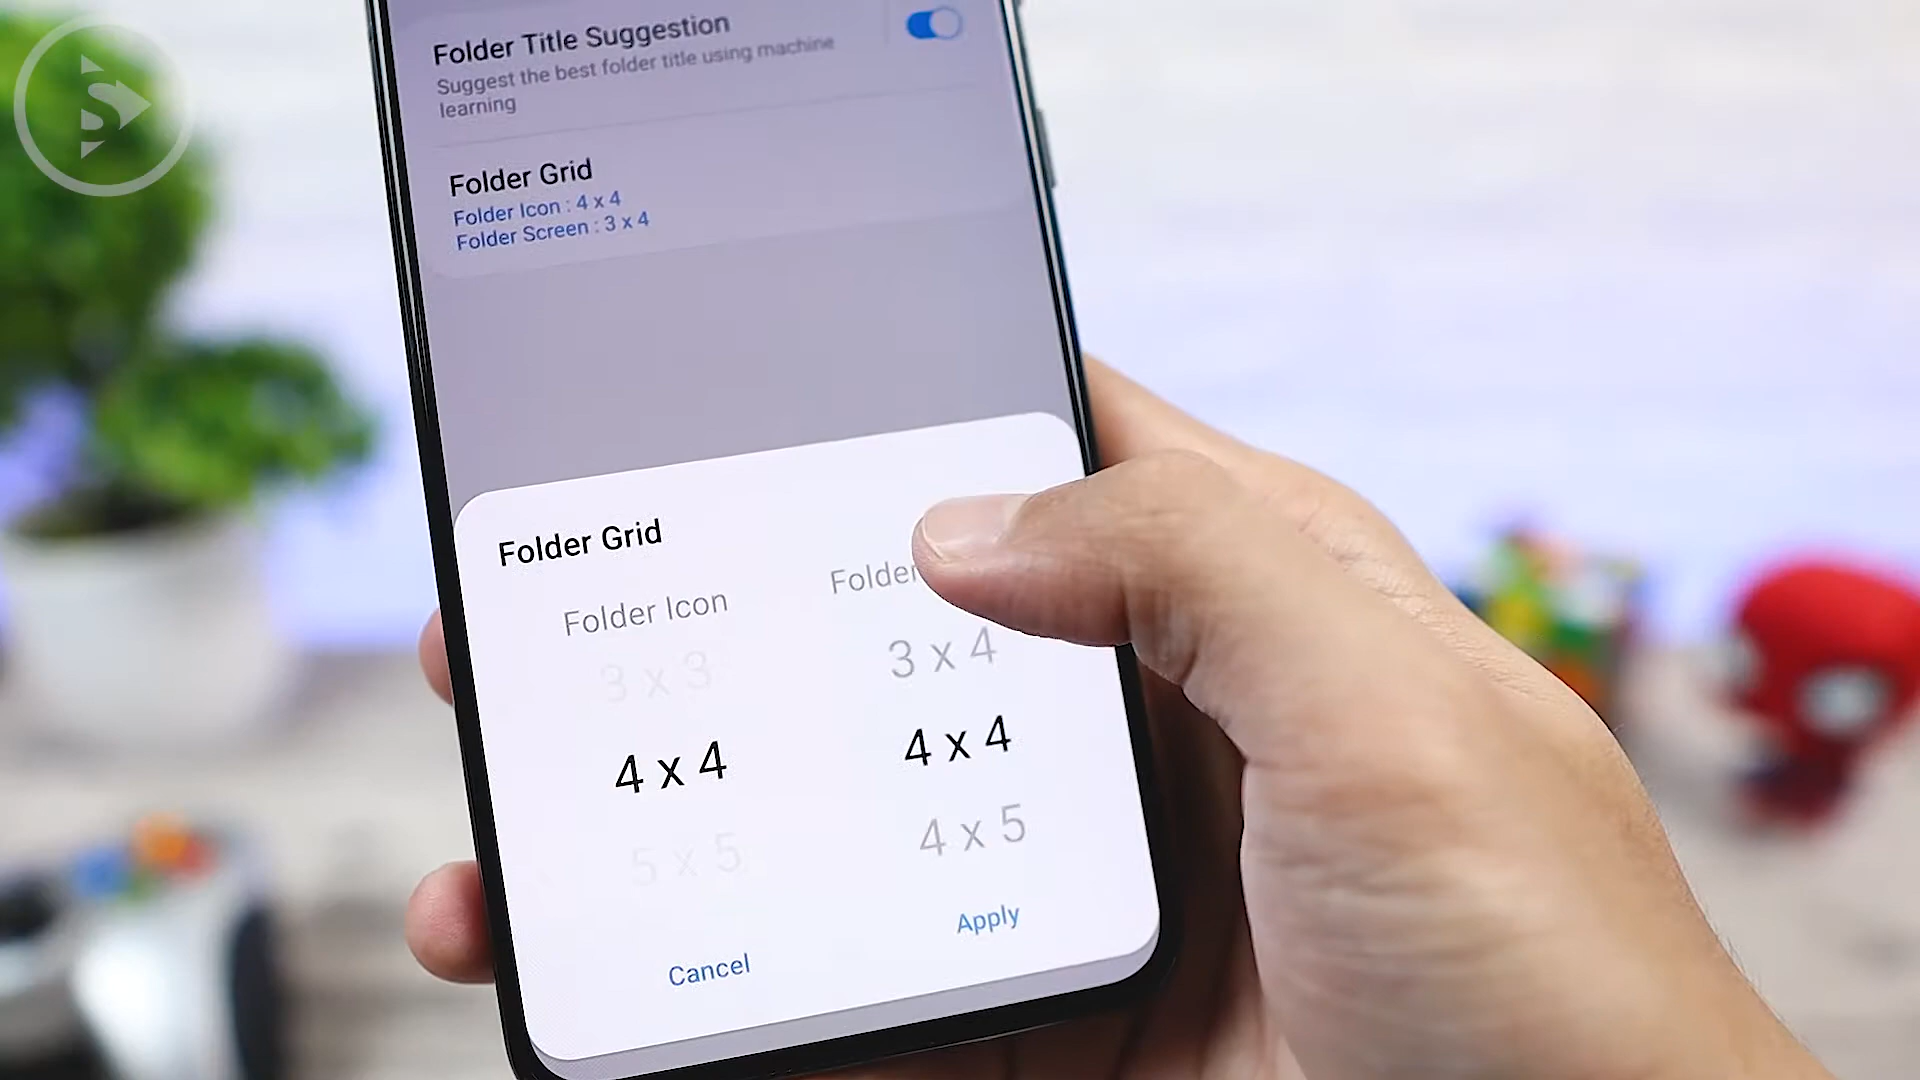 Folder Title Suggestion
Suggest the best folder title using machine
learning
Folder Grid
Folder Icon : 4 x 4
Folder Screen : 3 x 4
Folder Grid
Folder Icon
Folder
3 x 3
3 x 4
4 x 4
4 x 4
5 x 5
4 x 5
Cancel
Apply
S